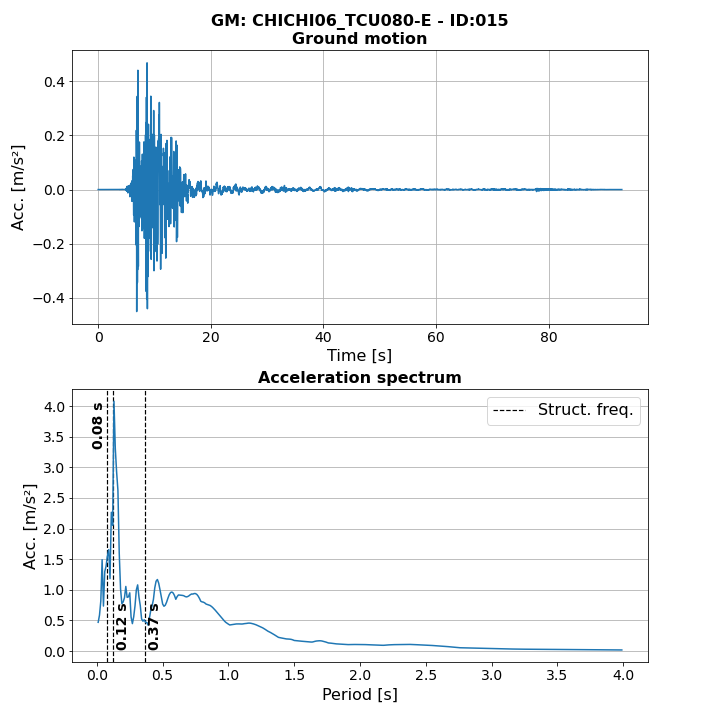 GM: CHICHI06_TCU080-E - ID:015
Ground motion
0.4
0.2
0.0
−0.2
−0.4
Acc. [m/s²]
0 20 40 60 80
Time [s]
Acceleration spectrum
4.0
3.5
3.0
2.5
2.0
1.5
1.0
0.5
0.0
Acc. [m/s²]
Struct. freq.
0.08 s
0.12 s
0.37 s
0.0 0.5 1.0 1.5 2.0 2.5 3.0 3.5 4.0
Period [s]